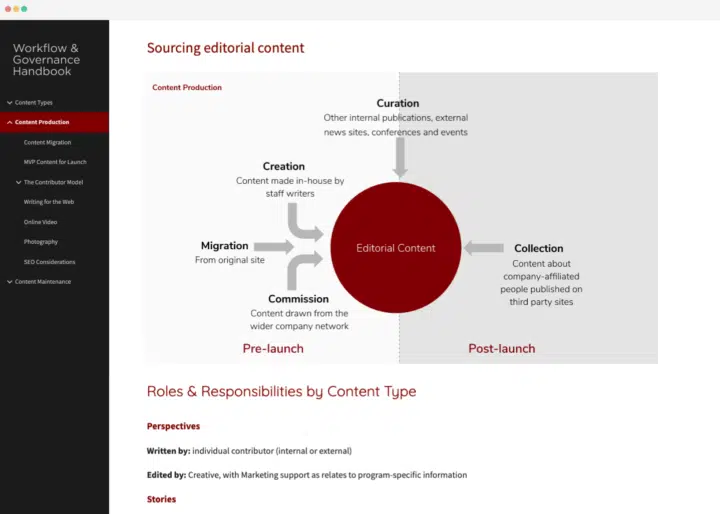 Workflow &
Governance
Handbook
Content Types
Content Production
Content Migration
MVP Content for Launch
The Contributor Model
Writing for the Web
Online Video
Photography
SEO Considerations
Content Maintenance
Sourcing editorial content
Content Production
Curation
Other internal publications, external
news sites, conferences and events
Creation
Content made in-house by
staff writers
Migration
From original site
Editorial Content
Collection
Content about
company-affiliated
people published on
third party sites
Commission
Content drawn from the
wider company network
Pre-launch
Post-launch
Roles & Responsibilities by Content Type
Perspectives
Written by: individual contributor (internal or external)
Edited by: Creative, with Marketing support as relates to program-specific information
Stories